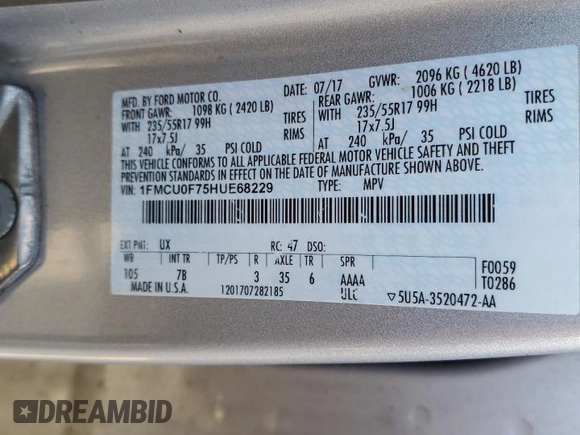 MFD. BY FORD MOTOR CO.
DATE: 07/17 GVWR: 2096 KG ( 4620 LB)
FRONT GAWR: 1098 KG ( 2420 LB)
REAR GAWR: 1006 KG ( 2218 LB)
WITH 235/55R17 99H TIRES
WITH 235/55R17 99H TIRES
17x7.5J RIMS
17x7.5J RIMS
AT 240 kPa/ 35 PSI COLD
AT 240 kPa/ 35 PSI COLD
THIS VEHICLE CONFORMS TO ALL APPLICABLE FEDERAL MOTOR VEHICLE SAFETY AND THEFT
PREVENTION STANDARDS IN EFFECT ON THE DATE OF MANUFACTURE SHOWN ABOVE.
VIN: 1FMCU0F75HUE68229 TYPE: MPV
EXT PNT: UX RC: 47 DSO:
WB INT TR TP/PS R AXLE TR SPR
105 7B 3 35 6 AAAA
F0059
T0286
MADE IN U.S.A. 1201707282185 ULC ▽5U5A-3520472-AA
DREAMBID